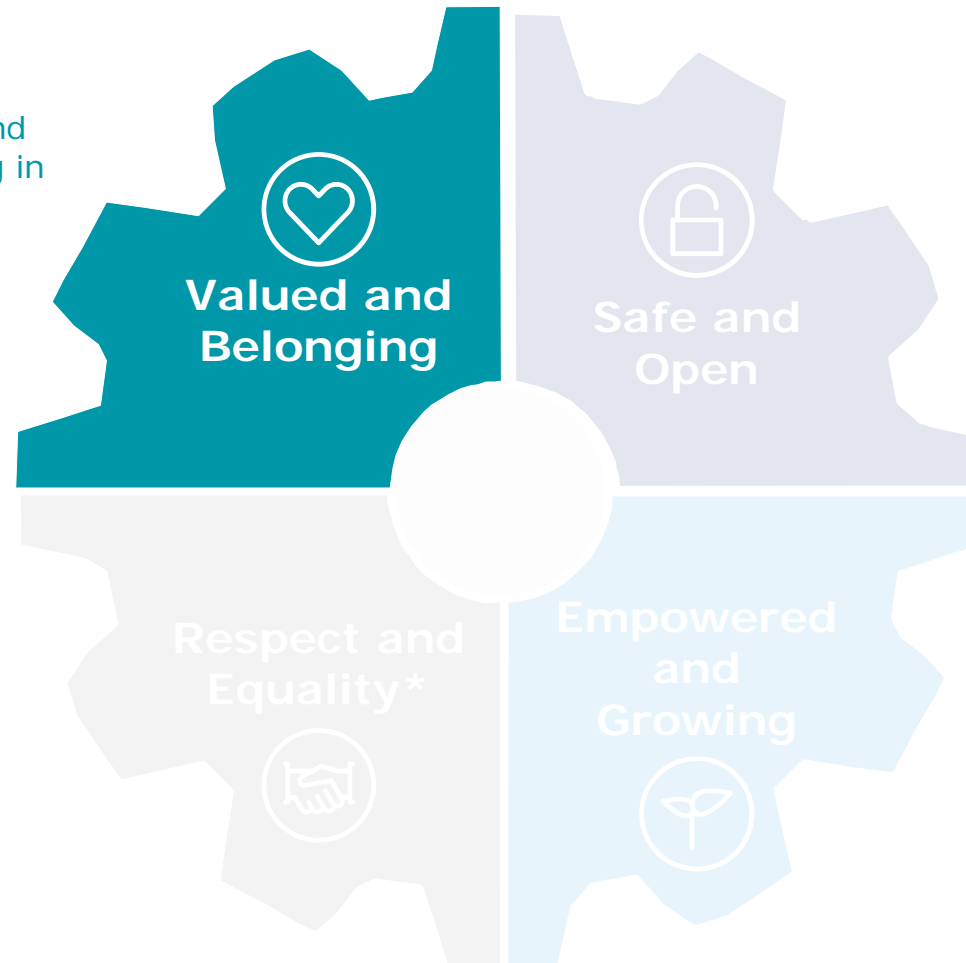 nd
g in
Valued and
Belonging
Safe and
Open
Respect and
Equality*
Empowered
and
Growing